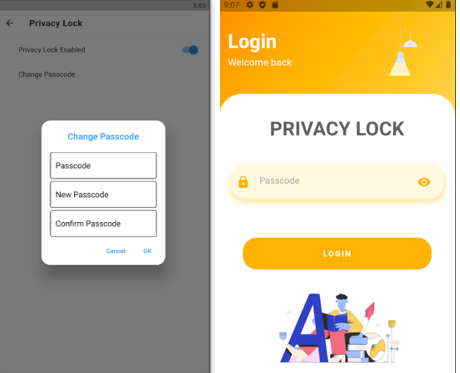 6:02
Privacy Lock
Privacy Lock Enabled
Change Passcode
Change Passcode
Passcode
New Passcode
Confirm Passcode
Cancel OK
9:07
Login
Welcome back
PRIVACY LOCK
Passcode
LOGIN